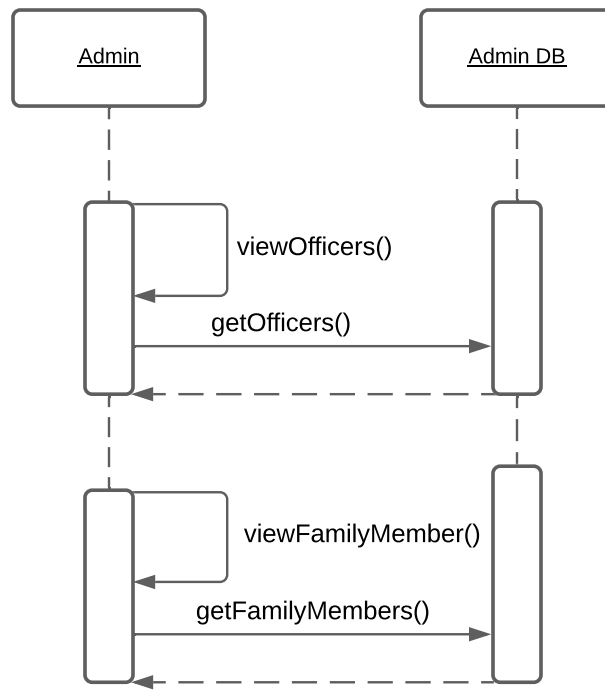 Admin
Admin DB
viewOfficers()
getOfficers()
viewFamilyMember()
getFamilyMembers()